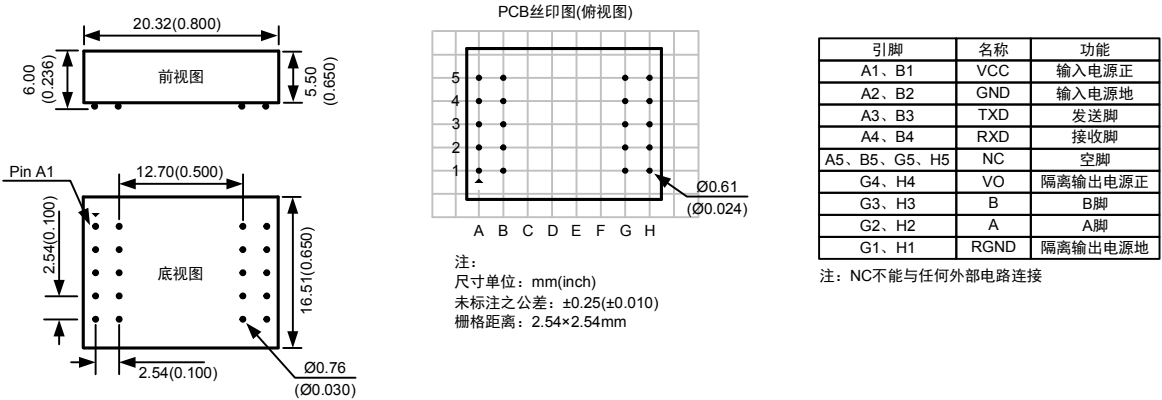 20.32(0.800)
前视图
6.00
(0.236)
5.50
(0.650)
Pin A1
12.70(0.500)
2.54(0.100)
底视图
16.51(0.650)
2.54(0.100)
Ø0.76
(Ø0.030)
PCB丝印图(俯视图)
5
4
3
2
1
Ø0.61
(Ø0.024)
A B C D E F G H
注:
尺寸单位:mm(inch)
未标注之公差:±0.25(±0.010)
栅格距离:2.54×2.54mm
引脚 名称 功能
A1、B1 VCC 输入电源正
A2、B2 GND 输入电源地
A3、B3 TXD 发送脚
A4、B4 RXD 接收脚
A5、B5、G5、H5 NC 空脚
G4、H4 VO 隔离输出电源正
G3、H3 B B脚
G2、H2 A A脚
G1、H1 RGND 隔离输出电源地
注:NC不能与任何外部电路连接